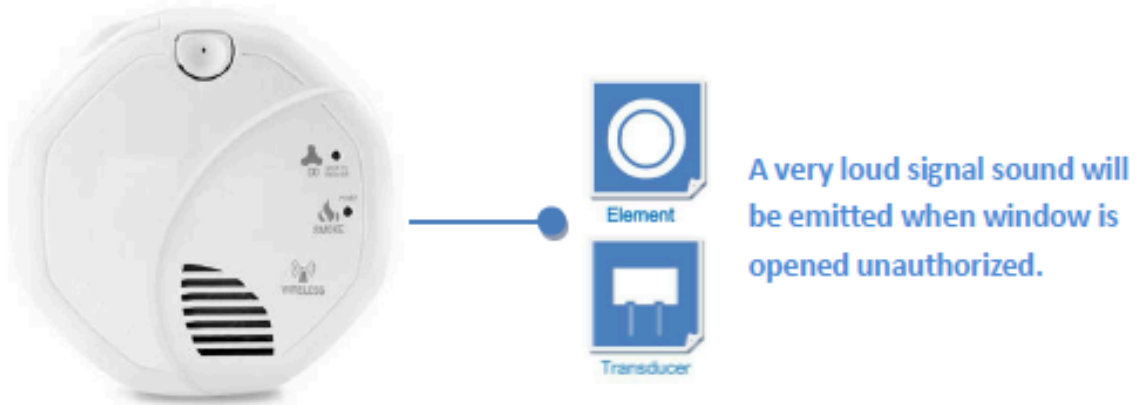 CO
SMOKE
WIRELESS
Element
Transducer
A very loud signal sound will
be emitted when window is
opened unauthorized.